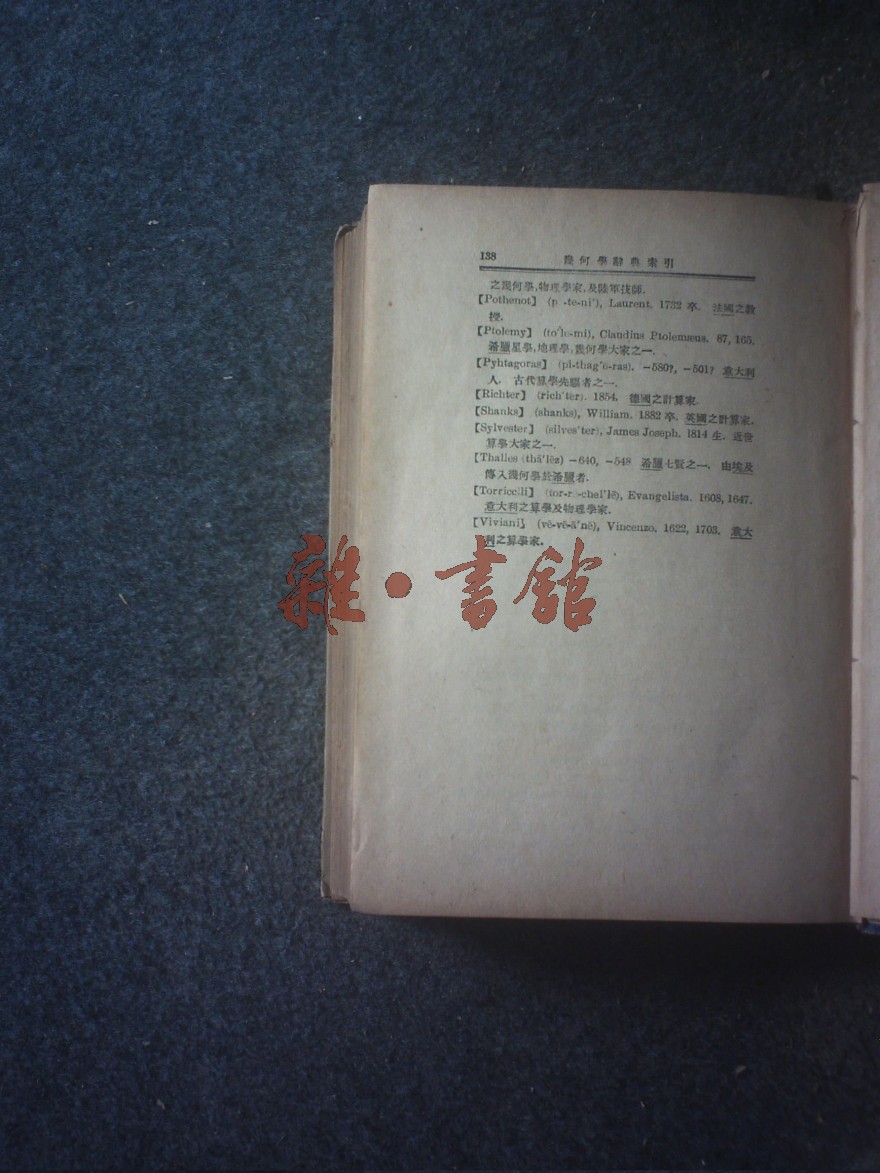 138 幾何學辭典索引
之幾何學,物理學家,及陸軍技師.
【Pothenot】 (p -te-ni′), Laurent. 1732 卒. 法國之教
授.
【Ptolemy】 (to′le-mi), Claudius Ptolemæus. 87, 165.
希臘星學,地理學,幾何學大家之一.
【Pyhtagoras】 (pi-thag′ō-ras). −580?, −501? 意大利
人. 古代算學先驅者之一.
【Richter】 (rich′ter). 1854. 德國之計算家.
【Shanks】 (shanks), William. 1882 卒. 英國之計算家.
【Sylvester】 (silves′ter), James Joseph. 1814 生. 近世
算學大家之一.
【Thalles (thā′lēz) −640, −548 希臘七賢之一. 由埃及
傳入幾何學於希臘者.
【Torricelli】 (tor-re-chel′lē), Evangelista. 1608, 1647.
意大利之算學及物理學家.
【Viviani】 (vē-vē-ä′nē), Vincenzo. 1622, 1703. 意大
利之算學家.
雜·書館